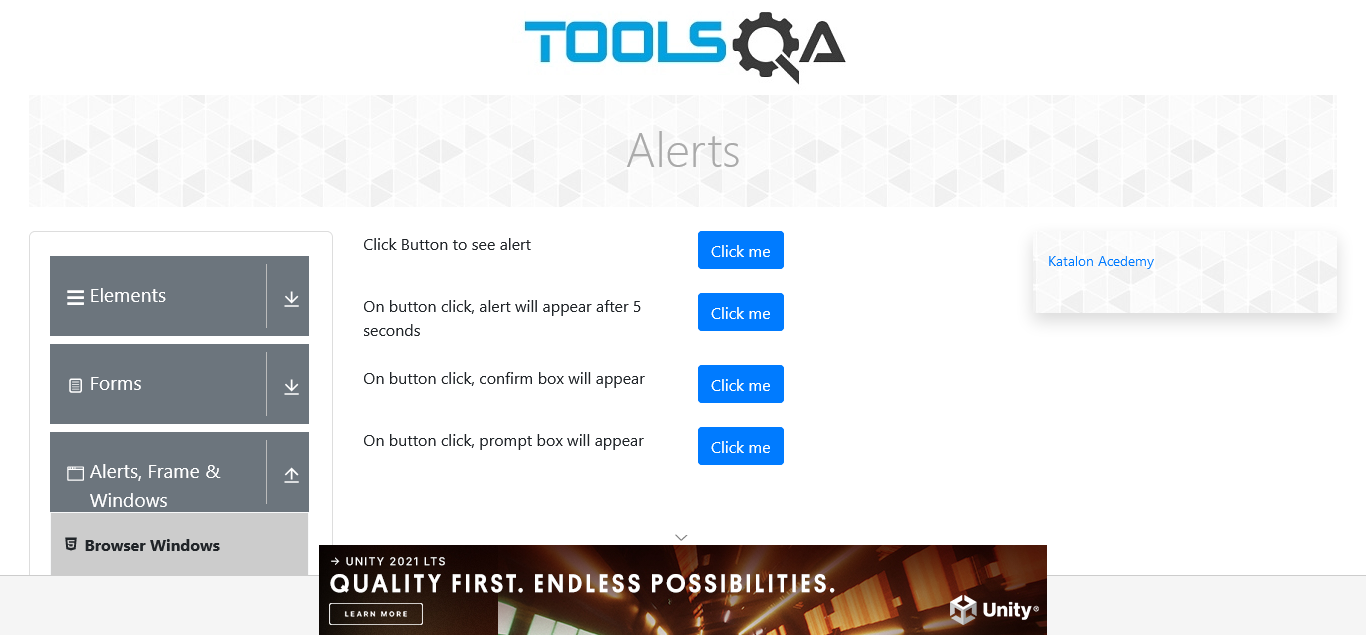 TOOLSQA
Alerts
Elements
Forms
Alerts, Frame &
Windows
Browser Windows
Click Button to see alert
Click me
On button click, alert will appear after 5
seconds
Click me
On button click, confirm box will appear
Click me
On button click, prompt box will appear
Click me
Katalon Acedemy
→ UNITY 2021 LTS
QUALITY FIRST. ENDLESS POSSIBILITIES.
LEARN MORE
Unity®